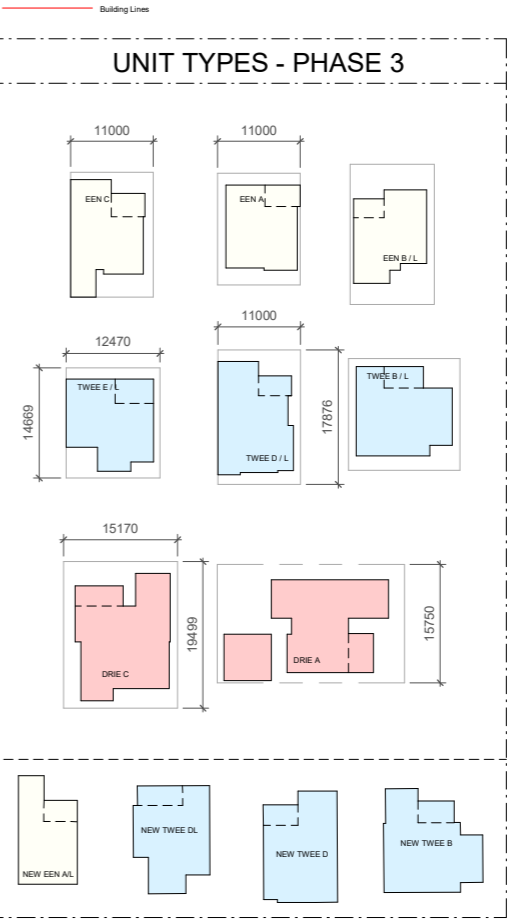 Building Lines
UNIT TYPES - PHASE 3
11000
11000
EEN C
EEN A
EEN B / L
12470
11000
14669
TWEE E / L
TWEE D / L
17876
TWEE B / L
15170
19499
DRIE C
DRIE A
15750
NEW EEN A/L
NEW TWEE DL
NEW TWEE D
NEW TWEE B